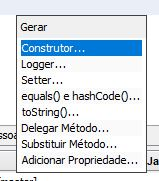 Gerar
Construtor...
Logger...
Setter...
equals() e hashCode()...
toString()...
Delegar Método...
Substituir Método...
Adicionar Propriedade...